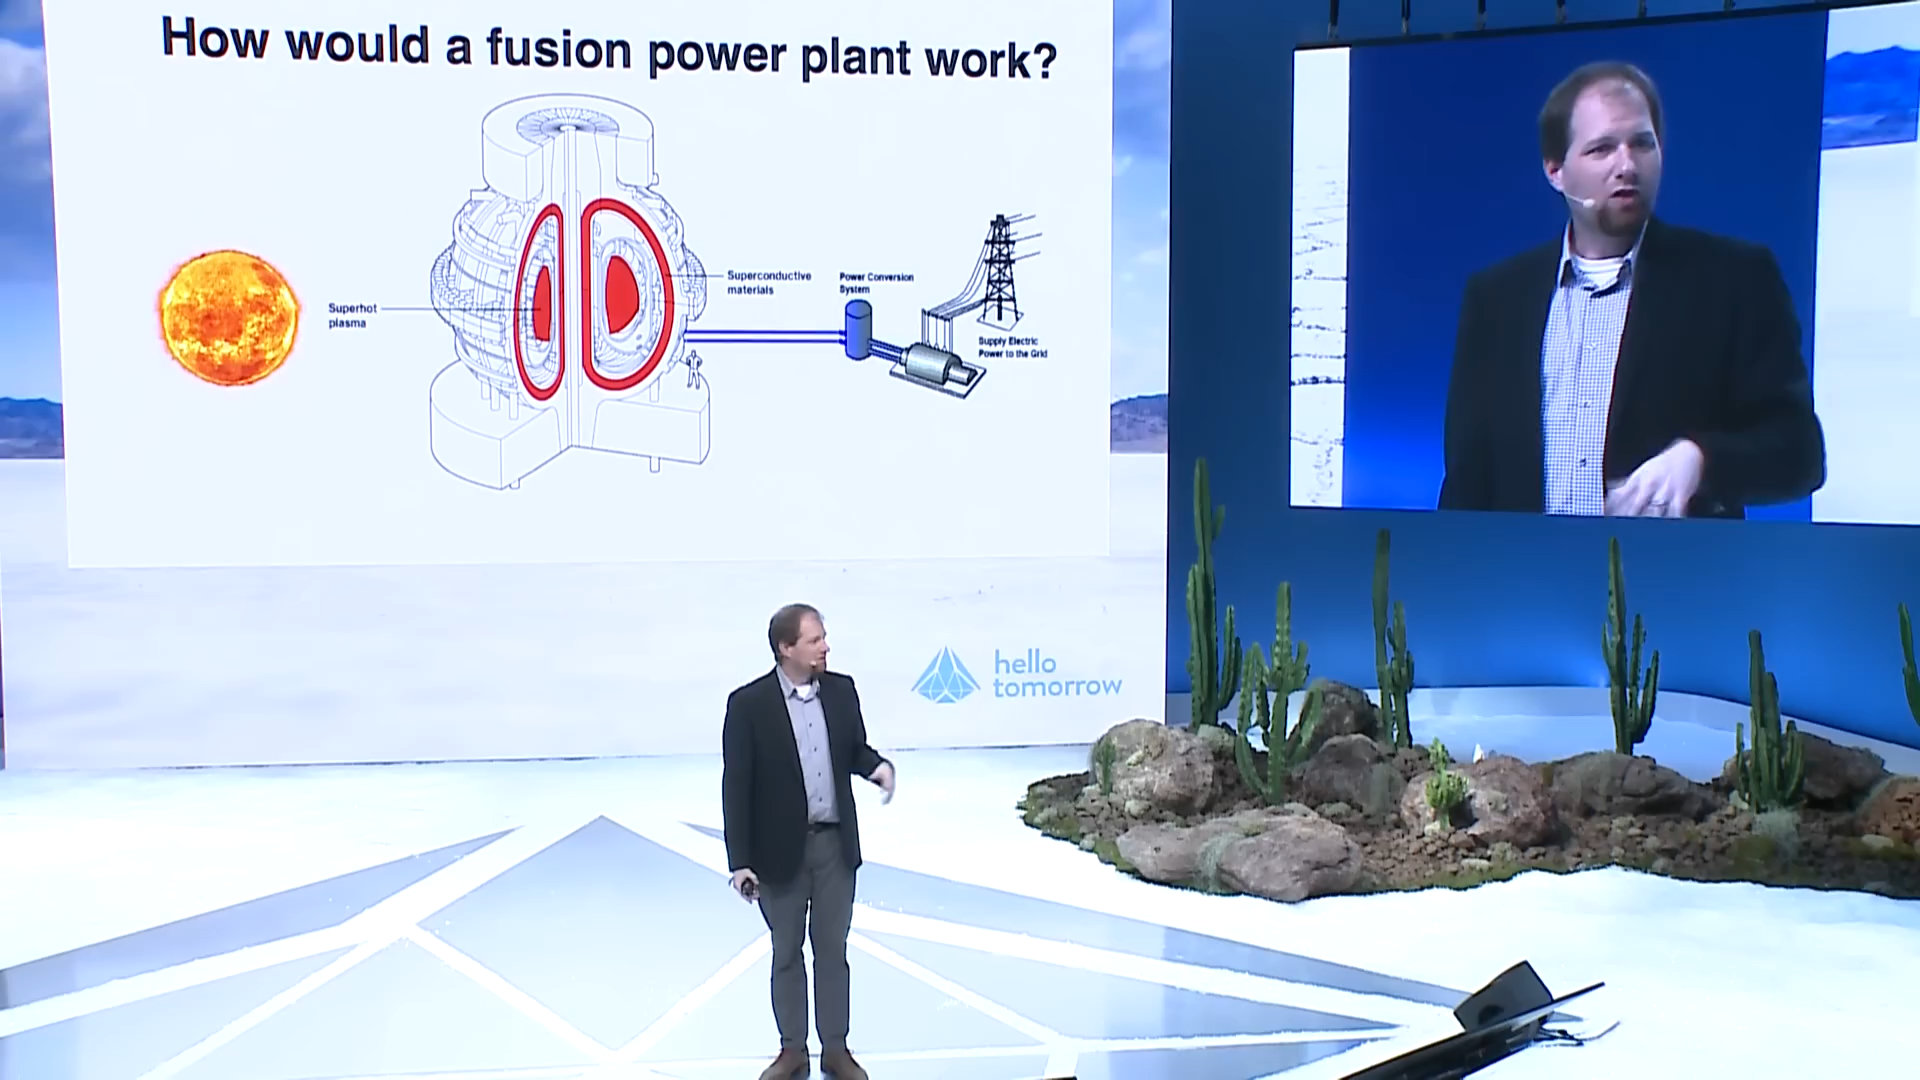 How would a fusion power plant work?
Superhot
plasma
Superconductive
materials
Power Conversion
System
Supply Electric
Power to the Grid
hello
tomorrow